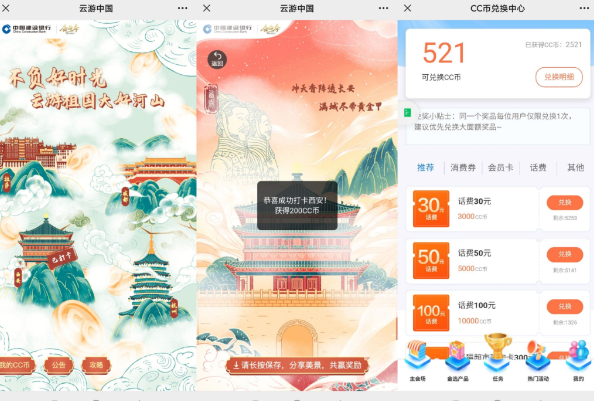 云游中国
中国建设银行
China Construction Bank
不负好时光
云游祖国大好河山
已打卡
我的CC币
公告
攻略
云游中国
中国建设银行
China Construction Bank
返回
冲天香阵透长安
满城尽带黄金甲
恭喜成功打卡西安!
获得200CC币
请长按保存，分享美景，共赢奖励
CC币兑换中心
521
已获得CC币：2521
可兑换CC币
兑换明细
奖小贴士：同一个奖品每位用户仅限兑换1次，
建议优先兑换大面额奖品~
推荐
消费券
会员卡
话费
其他
30元
话费
话费30元
3000CC币
兑换
剩余:5293
50元
话费
话费50元
5000CC币
兑换
剩余:5141
100元
话费
话费100元
10000CC币
兑换
剩余:1326
主会场
普选产品
任务
热门活动
我的